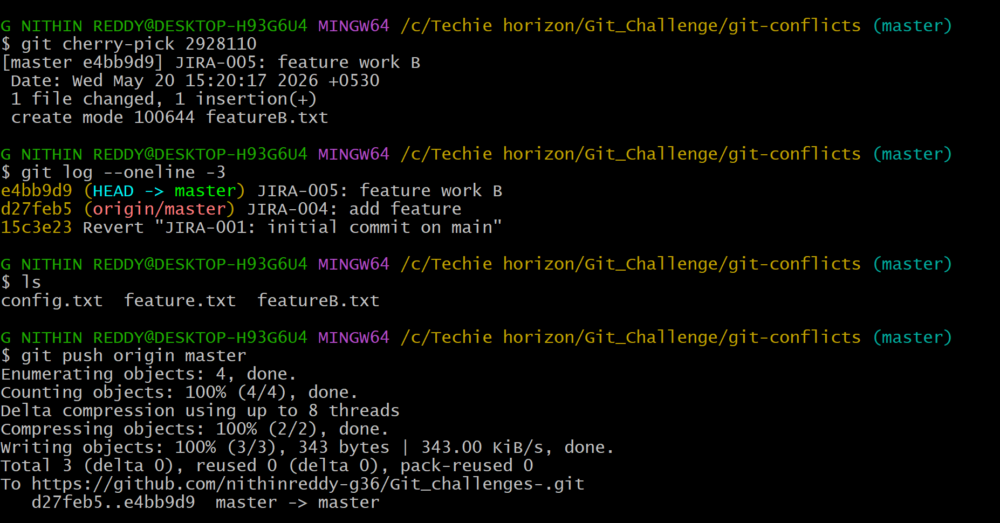 G NITHIN REDDY@DESKTOP-H93G6U4 MINGW64 /c/Techie horizon/Git_Challenge/git-conflicts (master)
$ git cherry-pick 2928110
[master e4bb9d9] JIRA-005: feature work B
 Date: Wed May 20 15:20:17 2026 +0530
 1 file changed, 1 insertion(+)
 create mode 100644 featureB.txt

G NITHIN REDDY@DESKTOP-H93G6U4 MINGW64 /c/Techie horizon/Git_Challenge/git-conflicts (master)
$ git log --oneline -3
e4bb9d9 (HEAD -> master) JIRA-005: feature work B
d27feb5 (origin/master) JIRA-004: add feature
15c3e23 Revert "JIRA-001: initial commit on main"

G NITHIN REDDY@DESKTOP-H93G6U4 MINGW64 /c/Techie horizon/Git_Challenge/git-conflicts (master)
$ ls
config.txt  feature.txt  featureB.txt

G NITHIN REDDY@DESKTOP-H93G6U4 MINGW64 /c/Techie horizon/Git_Challenge/git-conflicts (master)
$ git push origin master
Enumerating objects: 4, done.
Counting objects: 100% (4/4), done.
Delta compression using up to 8 threads
Compressing objects: 100% (2/2), done.
Writing objects: 100% (3/3), 343 bytes | 343.00 KiB/s, done.
Total 3 (delta 0), reused 0 (delta 0), pack-reused 0
To https://github.com/nithinreddy-g36/Git_challenges-.git
   d27feb5..e4bb9d9  master -> master